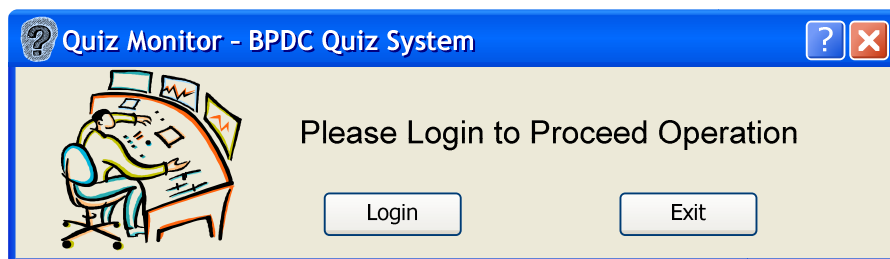 Quiz Monitor – BPDC Quiz System
?
Please Login to Proceed Operation
Login
Exit